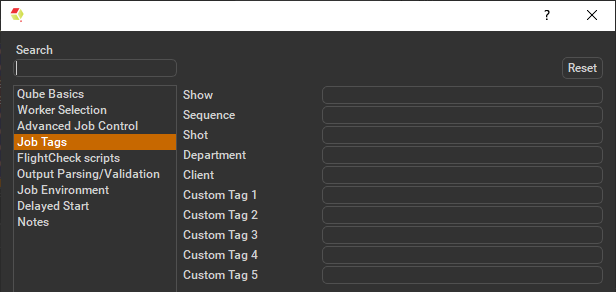 ?
Search
Reset
Qube Basics
Worker Selection
Advanced Job Control
Job Tags
FlightCheck scripts
Output Parsing/Validation
Job Environment
Delayed Start
Notes
Show
Sequence
Shot
Department
Client
Custom Tag 1
Custom Tag 2
Custom Tag 3
Custom Tag 4
Custom Tag 5